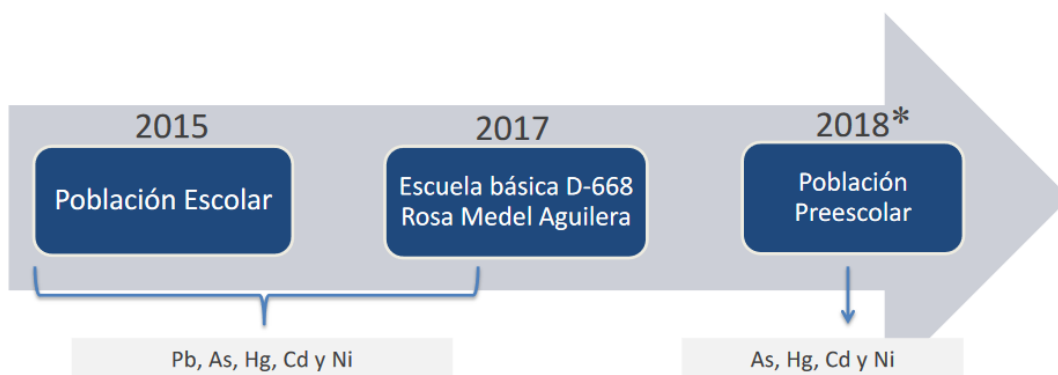 2015
2017
2018*
Población Escolar
Escuela básica D-668
Rosa Medel Aguilera
Población
Preescolar
Pb, As, Hg, Cd y Ni
As, Hg, Cd y Ni